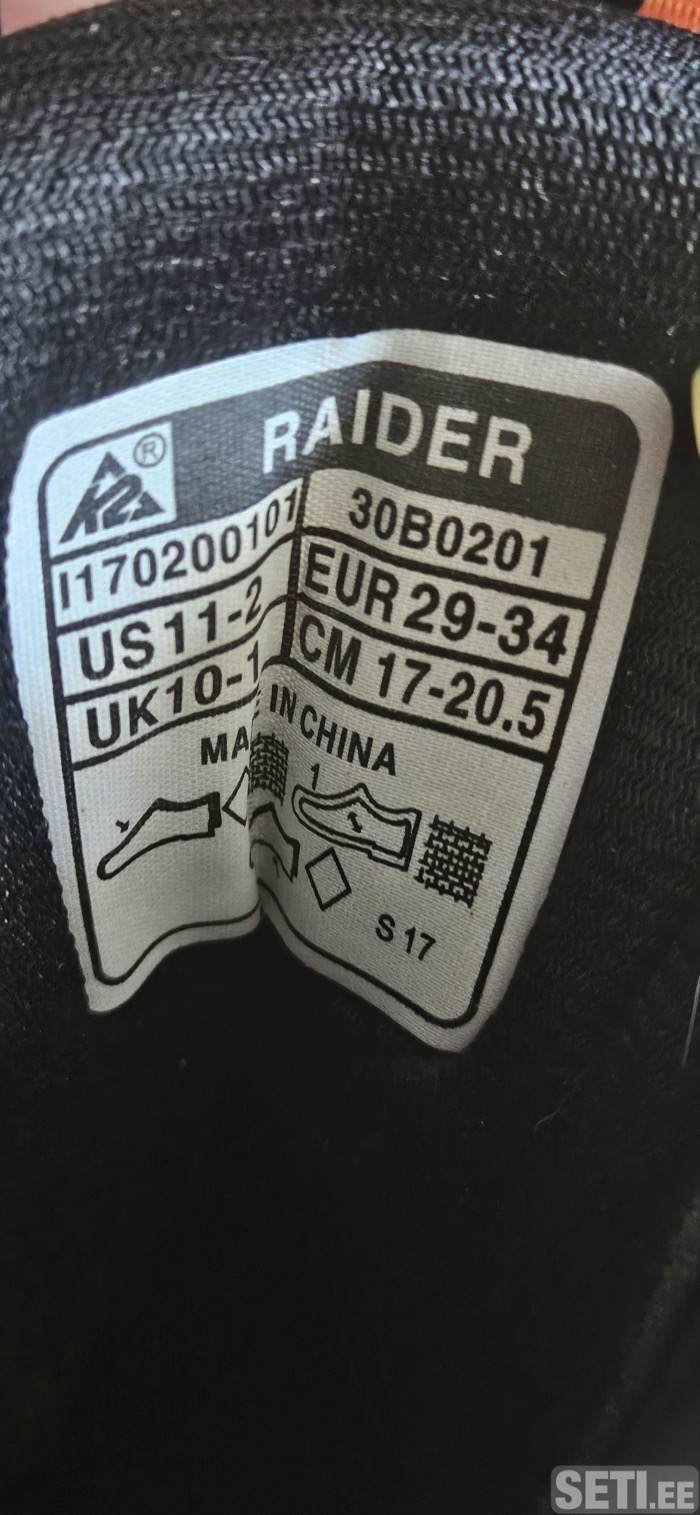 K2® RAIDER
I170200101 30B0201
US11-2 EUR 29-34
UK10-1 CM 17-20.5
MA E IN CHINA
1
S 17
SETI.EE